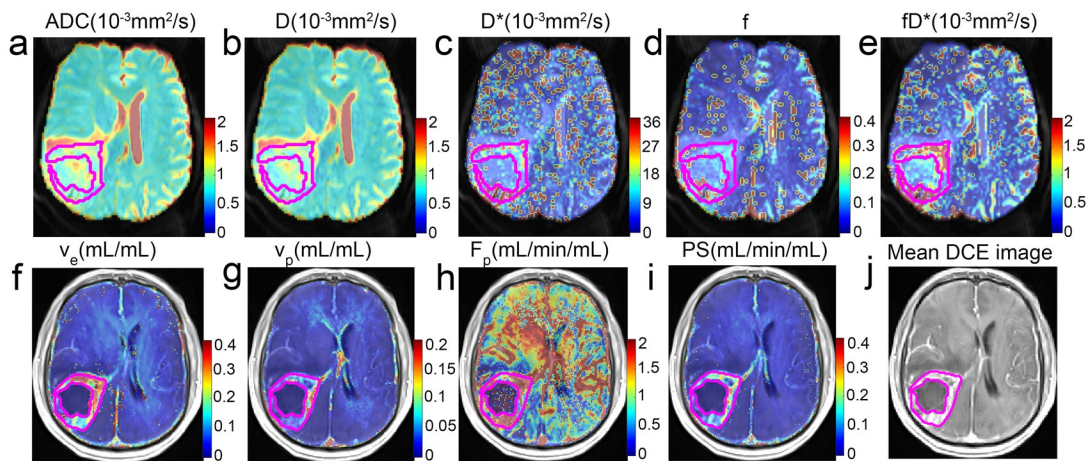 ADC(10⁻³mm²/s) D(10⁻³mm²/s) D*(10⁻³mm²/s) f fD*(10⁻³mm²/s)
a b c d e
2 2 36 0.4 2
1.5 1.5 27 0.3 1.5
1 1 18 0.2 1
0.5 0.5 9 0.1 0.5
0 0 0 0 0
vₑ(mL/mL) vₚ(mL/mL) Fₚ(mL/min/mL) PS(mL/min/mL) Mean DCE image
f g h i j
0.4 0.2 2 0.4
0.3 0.15 1.5 0.3
0.2 0.1 1 0.2
0.1 0.05 0.5 0.1
0 0 0 0